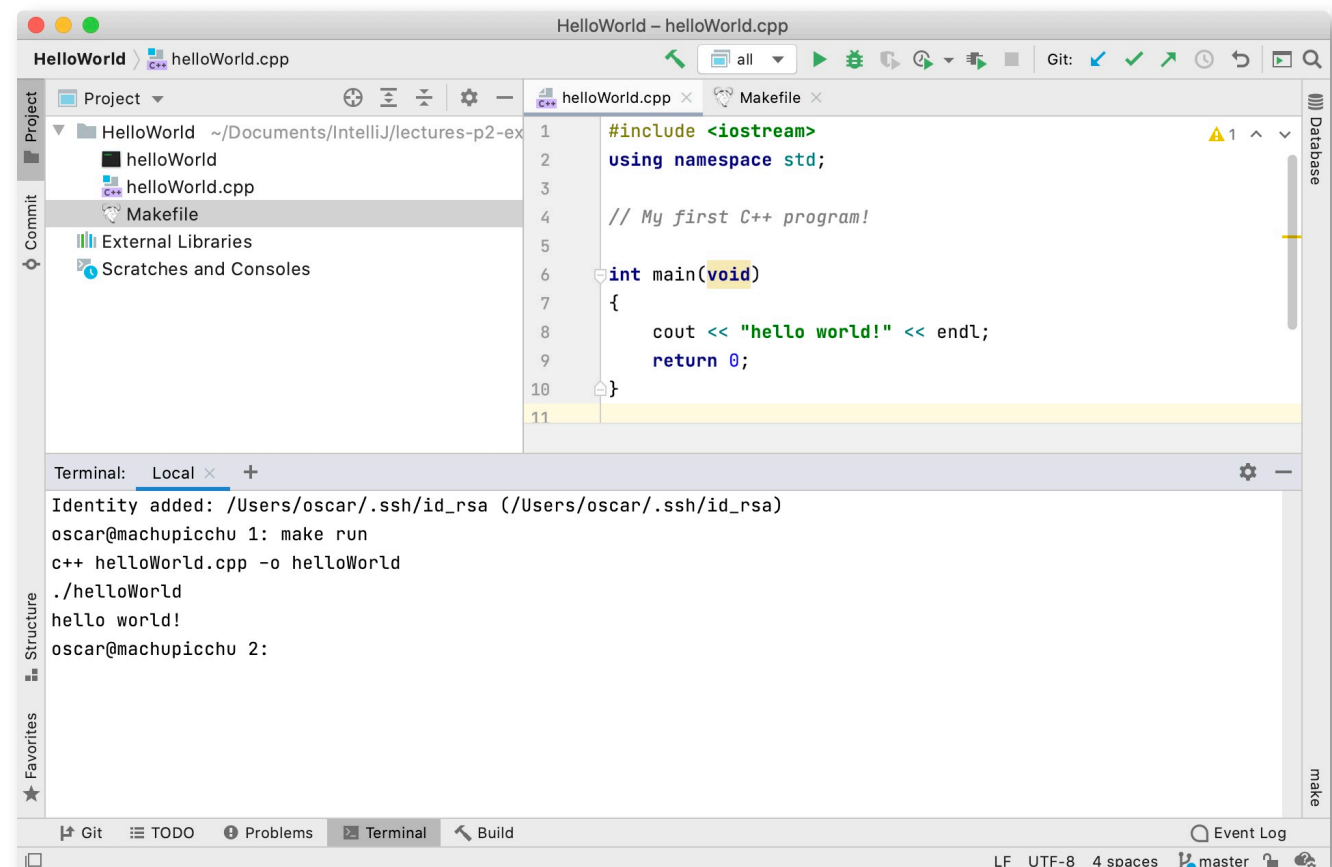 HelloWorld – helloWorld.cpp
HelloWorld helloWorld.cpp all Git:
Project
Commit
Structure
Favorites
Project
HelloWorld ~/Documents/IntelliJ/lectures-p2-ex
helloWorld
helloWorld.cpp
Makefile
External Libraries
Scratches and Consoles
helloWorld.cpp Makefile
1 #include <iostream>
2 using namespace std;
3
4 // My first C++ program!
5
6 int main(void)
7 {
8     cout << "hello world!" << endl;
9     return 0;
10 }
11
1
Database
make
Terminal: Local +
Identity added: /Users/oscar/.ssh/id_rsa (/Users/oscar/.ssh/id_rsa)
oscar@machupicchu 1: make run
c++ helloWorld.cpp -o helloWorld
./helloWorld
hello world!
oscar@machupicchu 2:
Git TODO Problems Terminal Build Event Log
LF UTF-8 4 spaces master